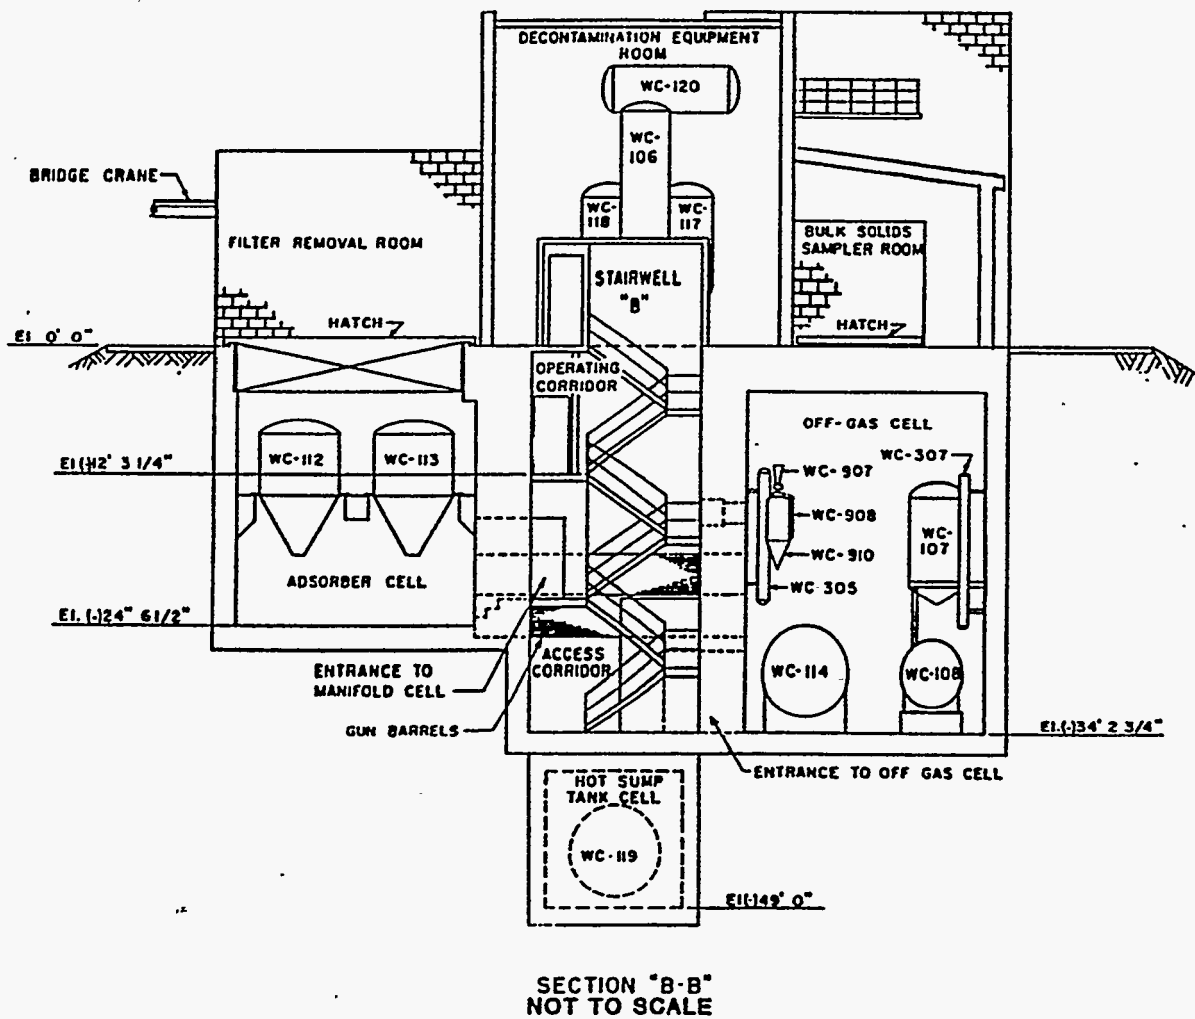 DECONTAMINATION EQUIPMENT
ROOM
WC-120
WC-
106
BRIDGE CRANE
WC-
118
WC-
117
FILTER REMOVAL ROOM
BULK SOLIDS
SAMPLER ROOM
STAIRWELL
"B"
HATCH
HATCH
El 0' 0"
OPERATING
CORRIDOR
OFF-GAS CELL
WC-307
WC-112
WC-113
El(-)12' 3 1/4"
WC-907
WC-908
WC-
107
WC-910
ADSORBER CELL
WC-305
El. (-)24" 6 1/2"
ACCESS
CORRIDOR
ENTRANCE TO
MANIFOLD CELL
WC-114
WC-108
GUN BARRELS
El.(-)34' 2 3/4"
ENTRANCE TO OFF GAS CELL
HOT SUMP
TANK CELL
WC-119
El(-)49' 0"
SECTION "B-B"
NOT TO SCALE